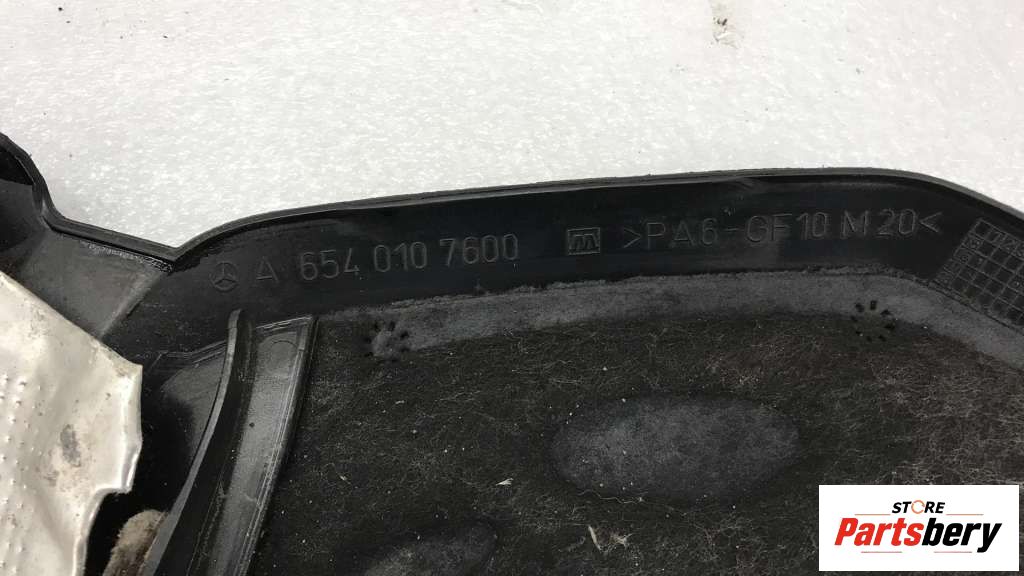 A 654 010 7600 >PA6-GF10 M20<
STORE
Partsbery